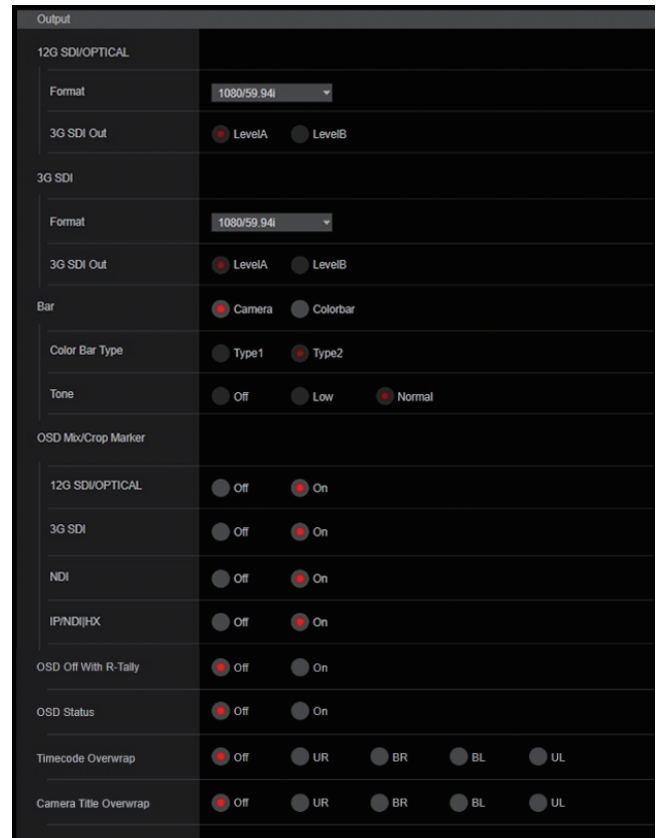 Output
12G SDI/OPTICAL
Format 1080/59.94i
3G SDI Out LevelA LevelB
3G SDI
Format 1080/59.94i
3G SDI Out LevelA LevelB
Bar Camera Colorbar
Color Bar Type Type1 Type2
Tone Off Low Normal
OSD Mix/Crop Marker
12G SDI/OPTICAL Off On
3G SDI Off On
NDI Off On
IP/NDI|HX Off On
OSD Off With R-Tally Off On
OSD Status Off On
Timecode Overwrap Off UR BR BL UL
Camera Title Overwrap Off UR BR BL UL